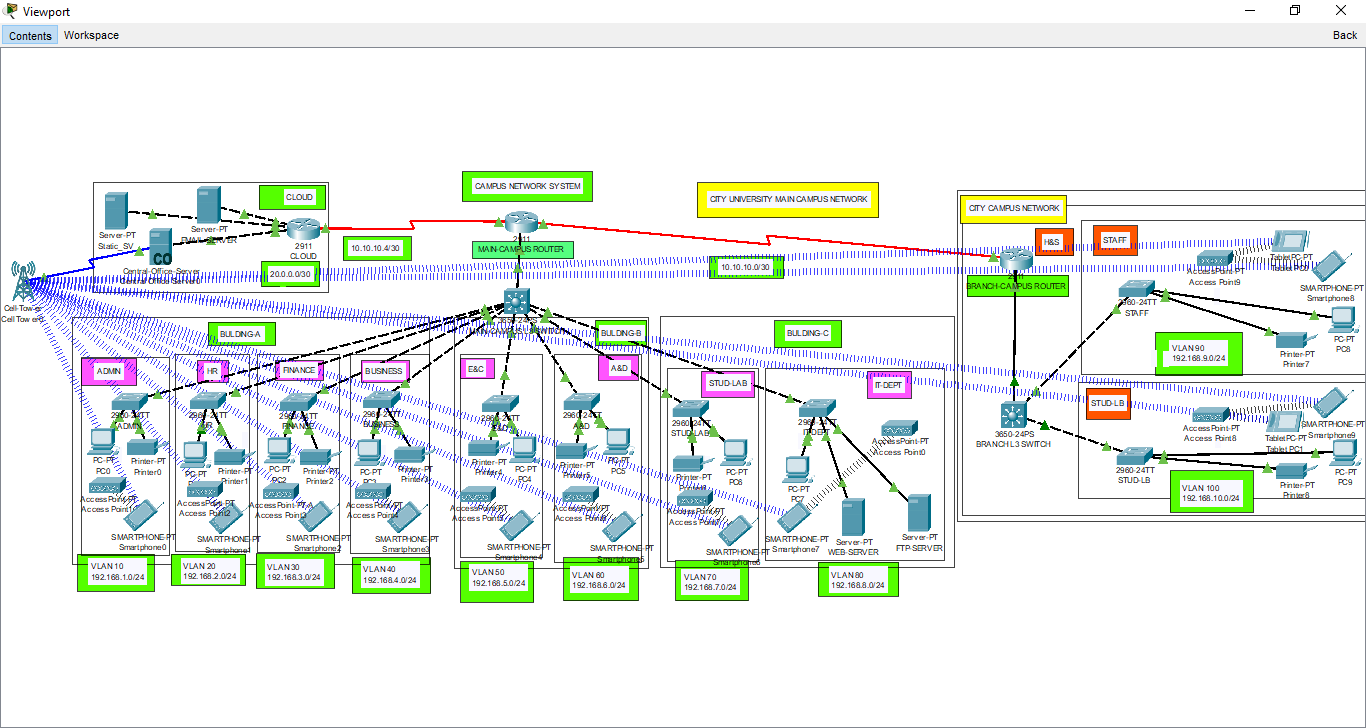 Viewport
Contents
Workspace
Back
CAMPUS NETWORK SYSTEM
CITY UNIVERSITY MAIN CAMPUS NETWORK
CITY CAMPUS NETWORK
CLOUD
Server-PT
Static_SV
Server-PT
EMAIL-SERVER
2911
CLOUD
Central-Office-Server
Central Office Server0
20.0.0.0/30
10.10.10.4/30
MAIN-CAMPUS ROUTER
10.10.10.0/30
Cell-Tower
Cell Tower0
H&S
BRANCH-CAMPUS ROUTER
STAFF
AccessPoint-PT
Access Point9
TabletPC-PT
SMARTPHONE-PT
Smartphone8
2960-24TT
STAFF
PC-PT
PC8
Printer-PT
Printer7
VLAN 90
192.168.9.0/24
BULDING-A
BULDING-B
BULDING-C
ADMN
HR
FINANCE
BUSINESS
E&C
A&D
STUD-LAB
IT-DEPT
STUD-LB
2960-24TT
ADMN
2960-24TT
HR
2960-24TT
FINANCE
2960-24TT
BUSINESS
2960-24TT
2960-24TT
A&D
2960-24TT
STUD-LAB
2960-24TT
AccessPoint-PT
Access Point0
3650-24PS
BRANCH L3 SWITCH
2960-24TT
STUD-LB
AccessPoint-PT
Access Point8
TabletPC-PT
Tablet PC1
SMARTPHONE-PT
Smartphone9
PC-PT
PC9
Printer-PT
Printer8
VLAN 100
192.168.10.0/24
PC-PT
PC0
Printer-PT
Printer0
PC-PT
Printer-PT
Printer1
PC-PT
PC2
Printer-PT
Printer2
PC-PT
PC3
Printer-PT
Printer3
Printer-PT
Printer4
PC-PT
PC4
Printer-PT
PC-PT
PC5
Printer-PT
PC-PT
PC6
PC-PT
PC7
AccessPoint-PT
Access Point1
AccessPoint-PT
Access Point2
AccessPoint-PT
Access Point3
AccessPoint-PT
Access Point4
AccessPoint-PT
AccessPoint-PT
AccessPoint-PT
Access Point7
SMARTPHONE-PT
Smartphone0
SMARTPHONE-PT
Smartphone1
SMARTPHONE-PT
Smartphone2
SMARTPHONE-PT
Smartphone3
SMARTPHONE-PT
Smartphone4
SMARTPHONE-PT
Smartphone5
SMARTPHONE-PT
Smartphone6
SMARTPHONE-PT
Smartphone7
Server-PT
WEB-SERVER
Server-PT
FTP-SERVER
VLAN 10
192.168.1.0/24
VLAN 20
192.168.2.0/24
VLAN 30
192.168.3.0/24
VLAN 40
192.168.4.0/24
VLAN 50
192.168.5.0/24
VLAN 60
192.168.6.0/24
VLAN 70
192.168.7.0/24
VLAN 80
192.168.8.0/24